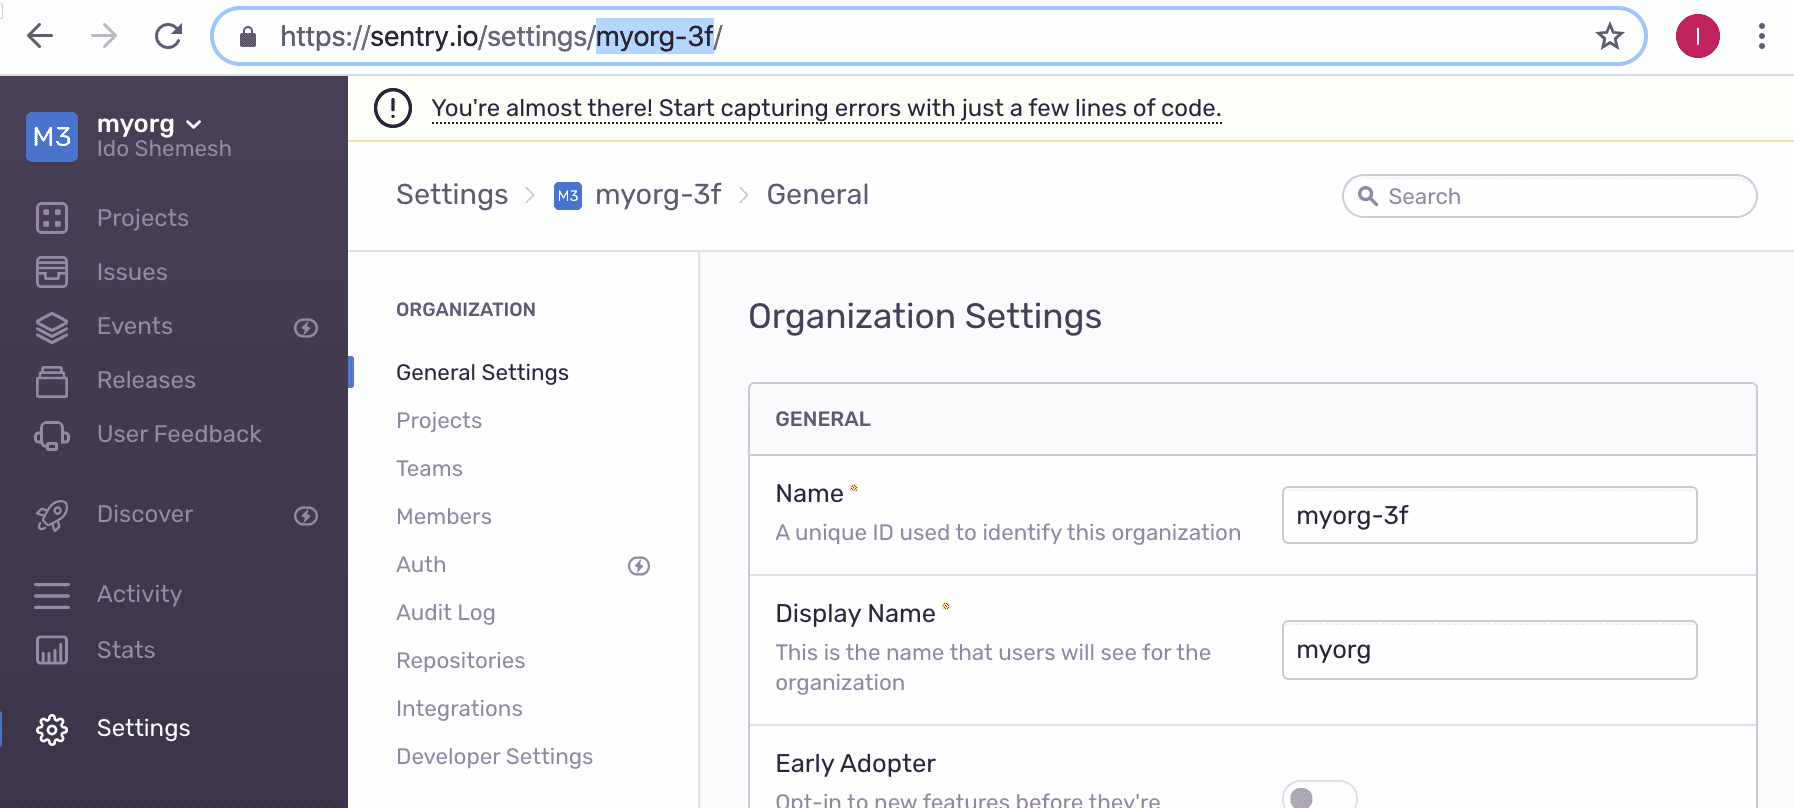 https://sentry.io/settings/myorg-3f/
I
M3
myorg
Ido Shemesh
Projects
Issues
Events
Releases
User Feedback
Discover
Activity
Stats
Settings
You're almost there! Start capturing errors with just a few lines of code.
Settings > M3 myorg-3f > General
Search
ORGANIZATION
General Settings
Projects
Teams
Members
Auth
Audit Log
Repositories
Integrations
Developer Settings
Organization Settings
GENERAL
Name *
A unique ID used to identify this organization
myorg-3f
Display Name *
This is the name that users will see for the
organization
myorg
Early Adopter
Opt-in to new features before they're